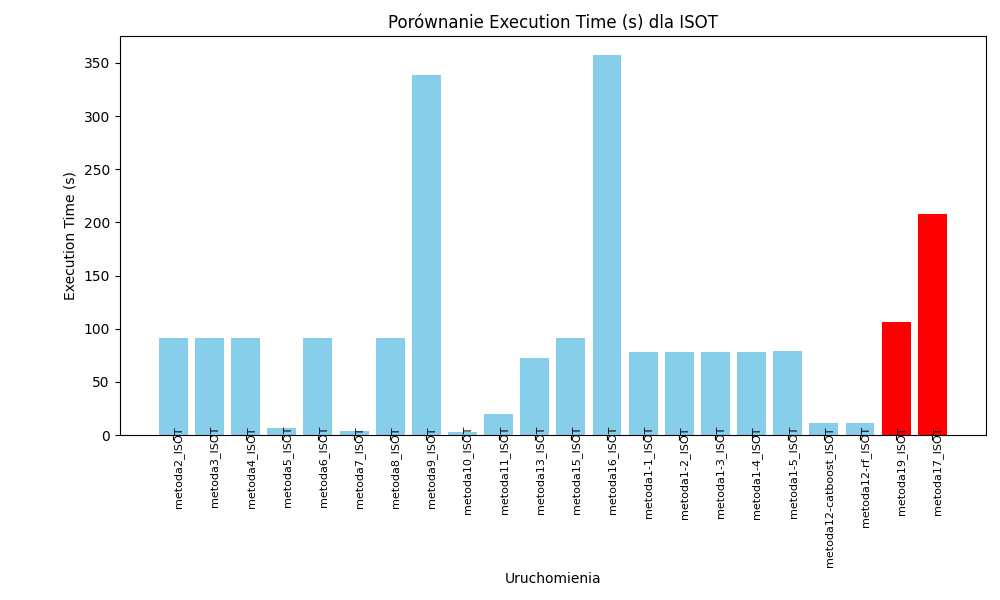 Porównanie Execution Time (s) dla ISOT
Execution Time (s)
350
300
250
200
150
100
50
0
metoda2_ISOT
metoda3_ISOT
metoda4_ISOT
metoda5_ISOT
metoda6_ISOT
metoda7_ISOT
metoda8_ISOT
metoda9_ISOT
metoda10_ISOT
metoda11_ISOT
metoda13_ISOT
metoda15_ISOT
metoda16_ISOT
metoda1-1_ISOT
metoda1-2_ISOT
metoda1-3_ISOT
metoda1-4_ISOT
metoda1-5_ISOT
metoda12-catboost_ISOT
metoda12-rf_ISOT
metoda19_ISOT
metoda17_ISOT
Uruchomienia